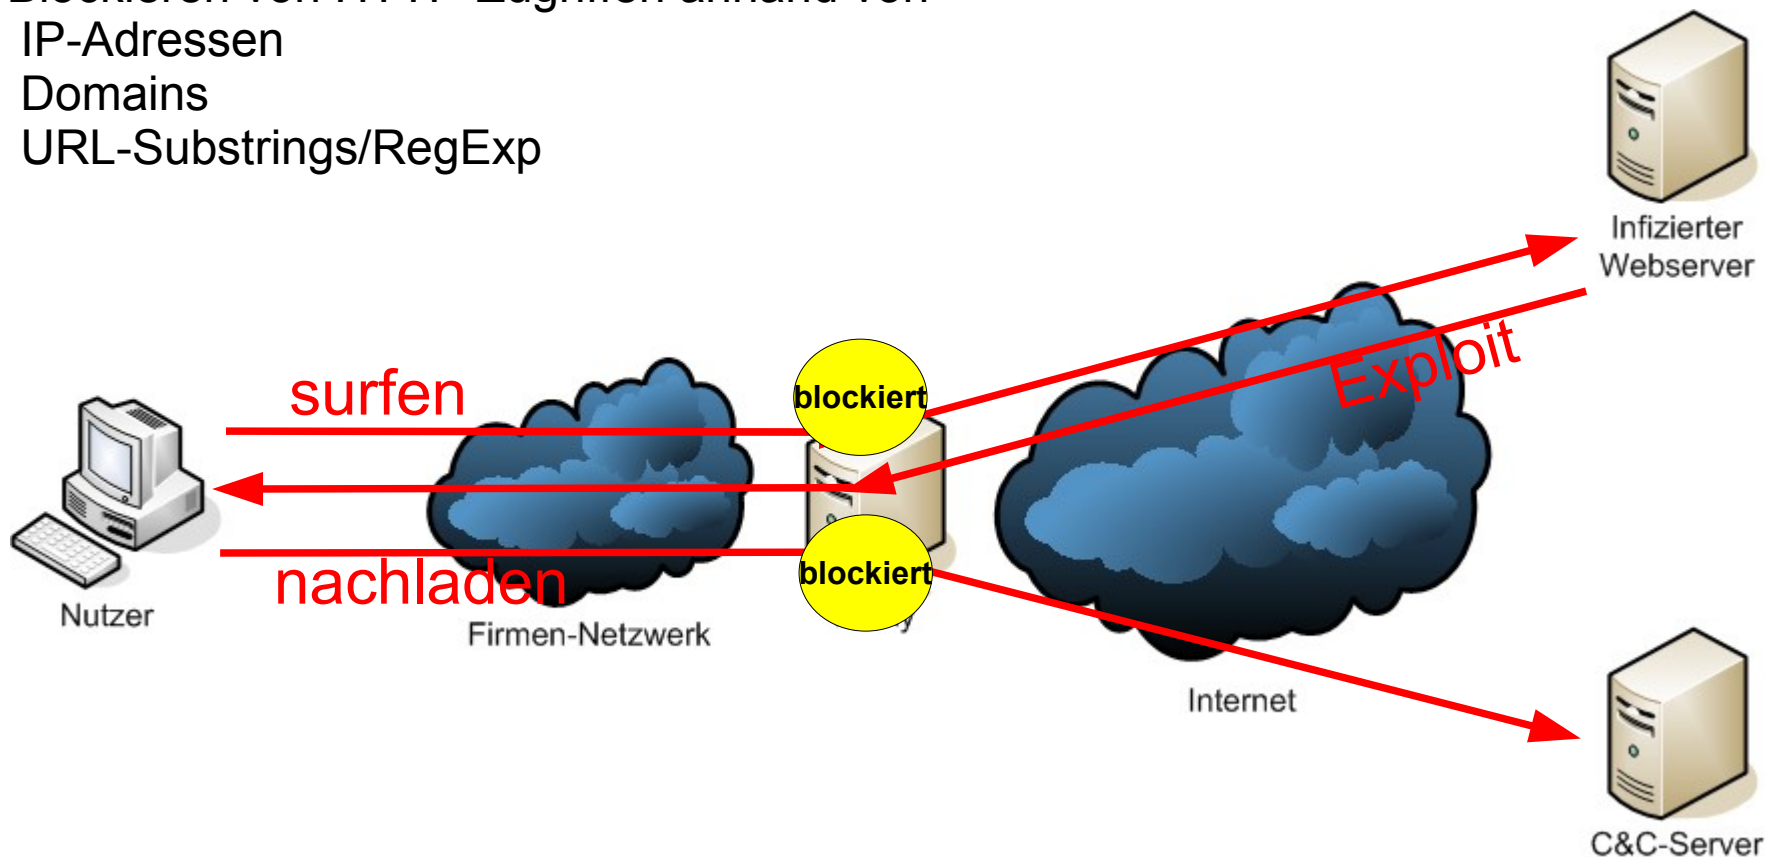 IP-Adressen
Domains
URL-Substrings/RegExp
Infizierter
Webserver
Exploit
surfen
blockiert
nachladen
blockiert
Nutzer
Firmen-Netzwerk
Internet
C&C-Server